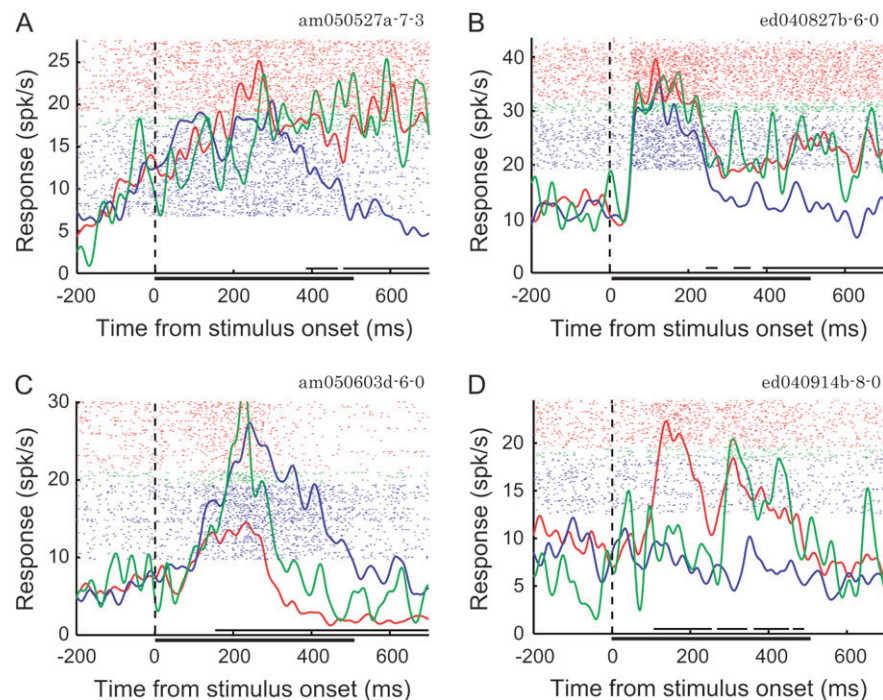 A am050527a-7-3
Response (spk/s)
25
20
15
10
5
0
-200 0 200 400 600
Time from stimulus onset (ms)
B ed040827b-6-0
Response (spk/s)
40
30
20
10
0
-200 0 200 400 600
Time from stimulus onset (ms)
C am050603d-6-0
Response (spk/s)
30
20
10
0
-200 0 200 400 600
Time from stimulus onset (ms)
D ed040914b-8-0
Response (spk/s)
20
15
10
5
0
-200 0 200 400 600
Time from stimulus onset (ms)